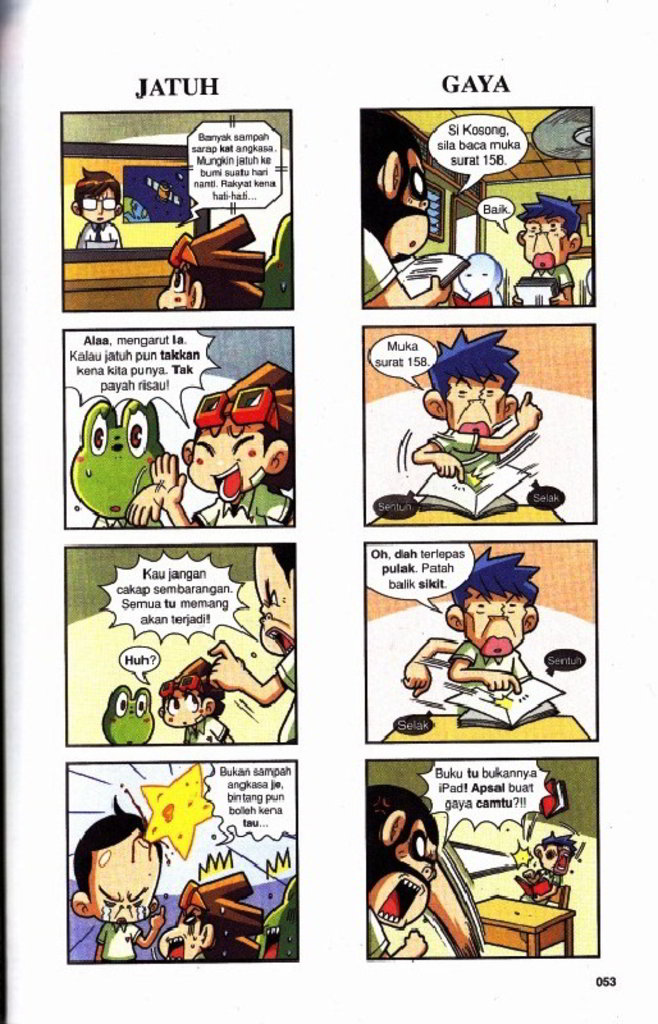 JATUH
Banyak sampah
sarap kat angkasa.
Mungkin jatuh ke
bumi suatu hari
nanti. Rakyat kena
hati-hati...
Alaa, mengarut la.
Kalau jatuh pun takkan
kena kita punya. Tak
payah risau!
Kau jangan
cakap sembarangan.
Semua tu memang
akan terjadi!!
Huh?
Bukan sampah
angkasa je,
bintang pun
bolleh kena
tau...
GAYA
Si Kosong,
sila baca muka
surat 158.
Baik.
Muka
surat 158.
Sentuh
Selak
Oh, diah terlepas
pulak. Patah
balik sikit.
Seintuh
Selak
Buku tu bulkannya
iPad! Apsal buat
gaya camtu?!!
053